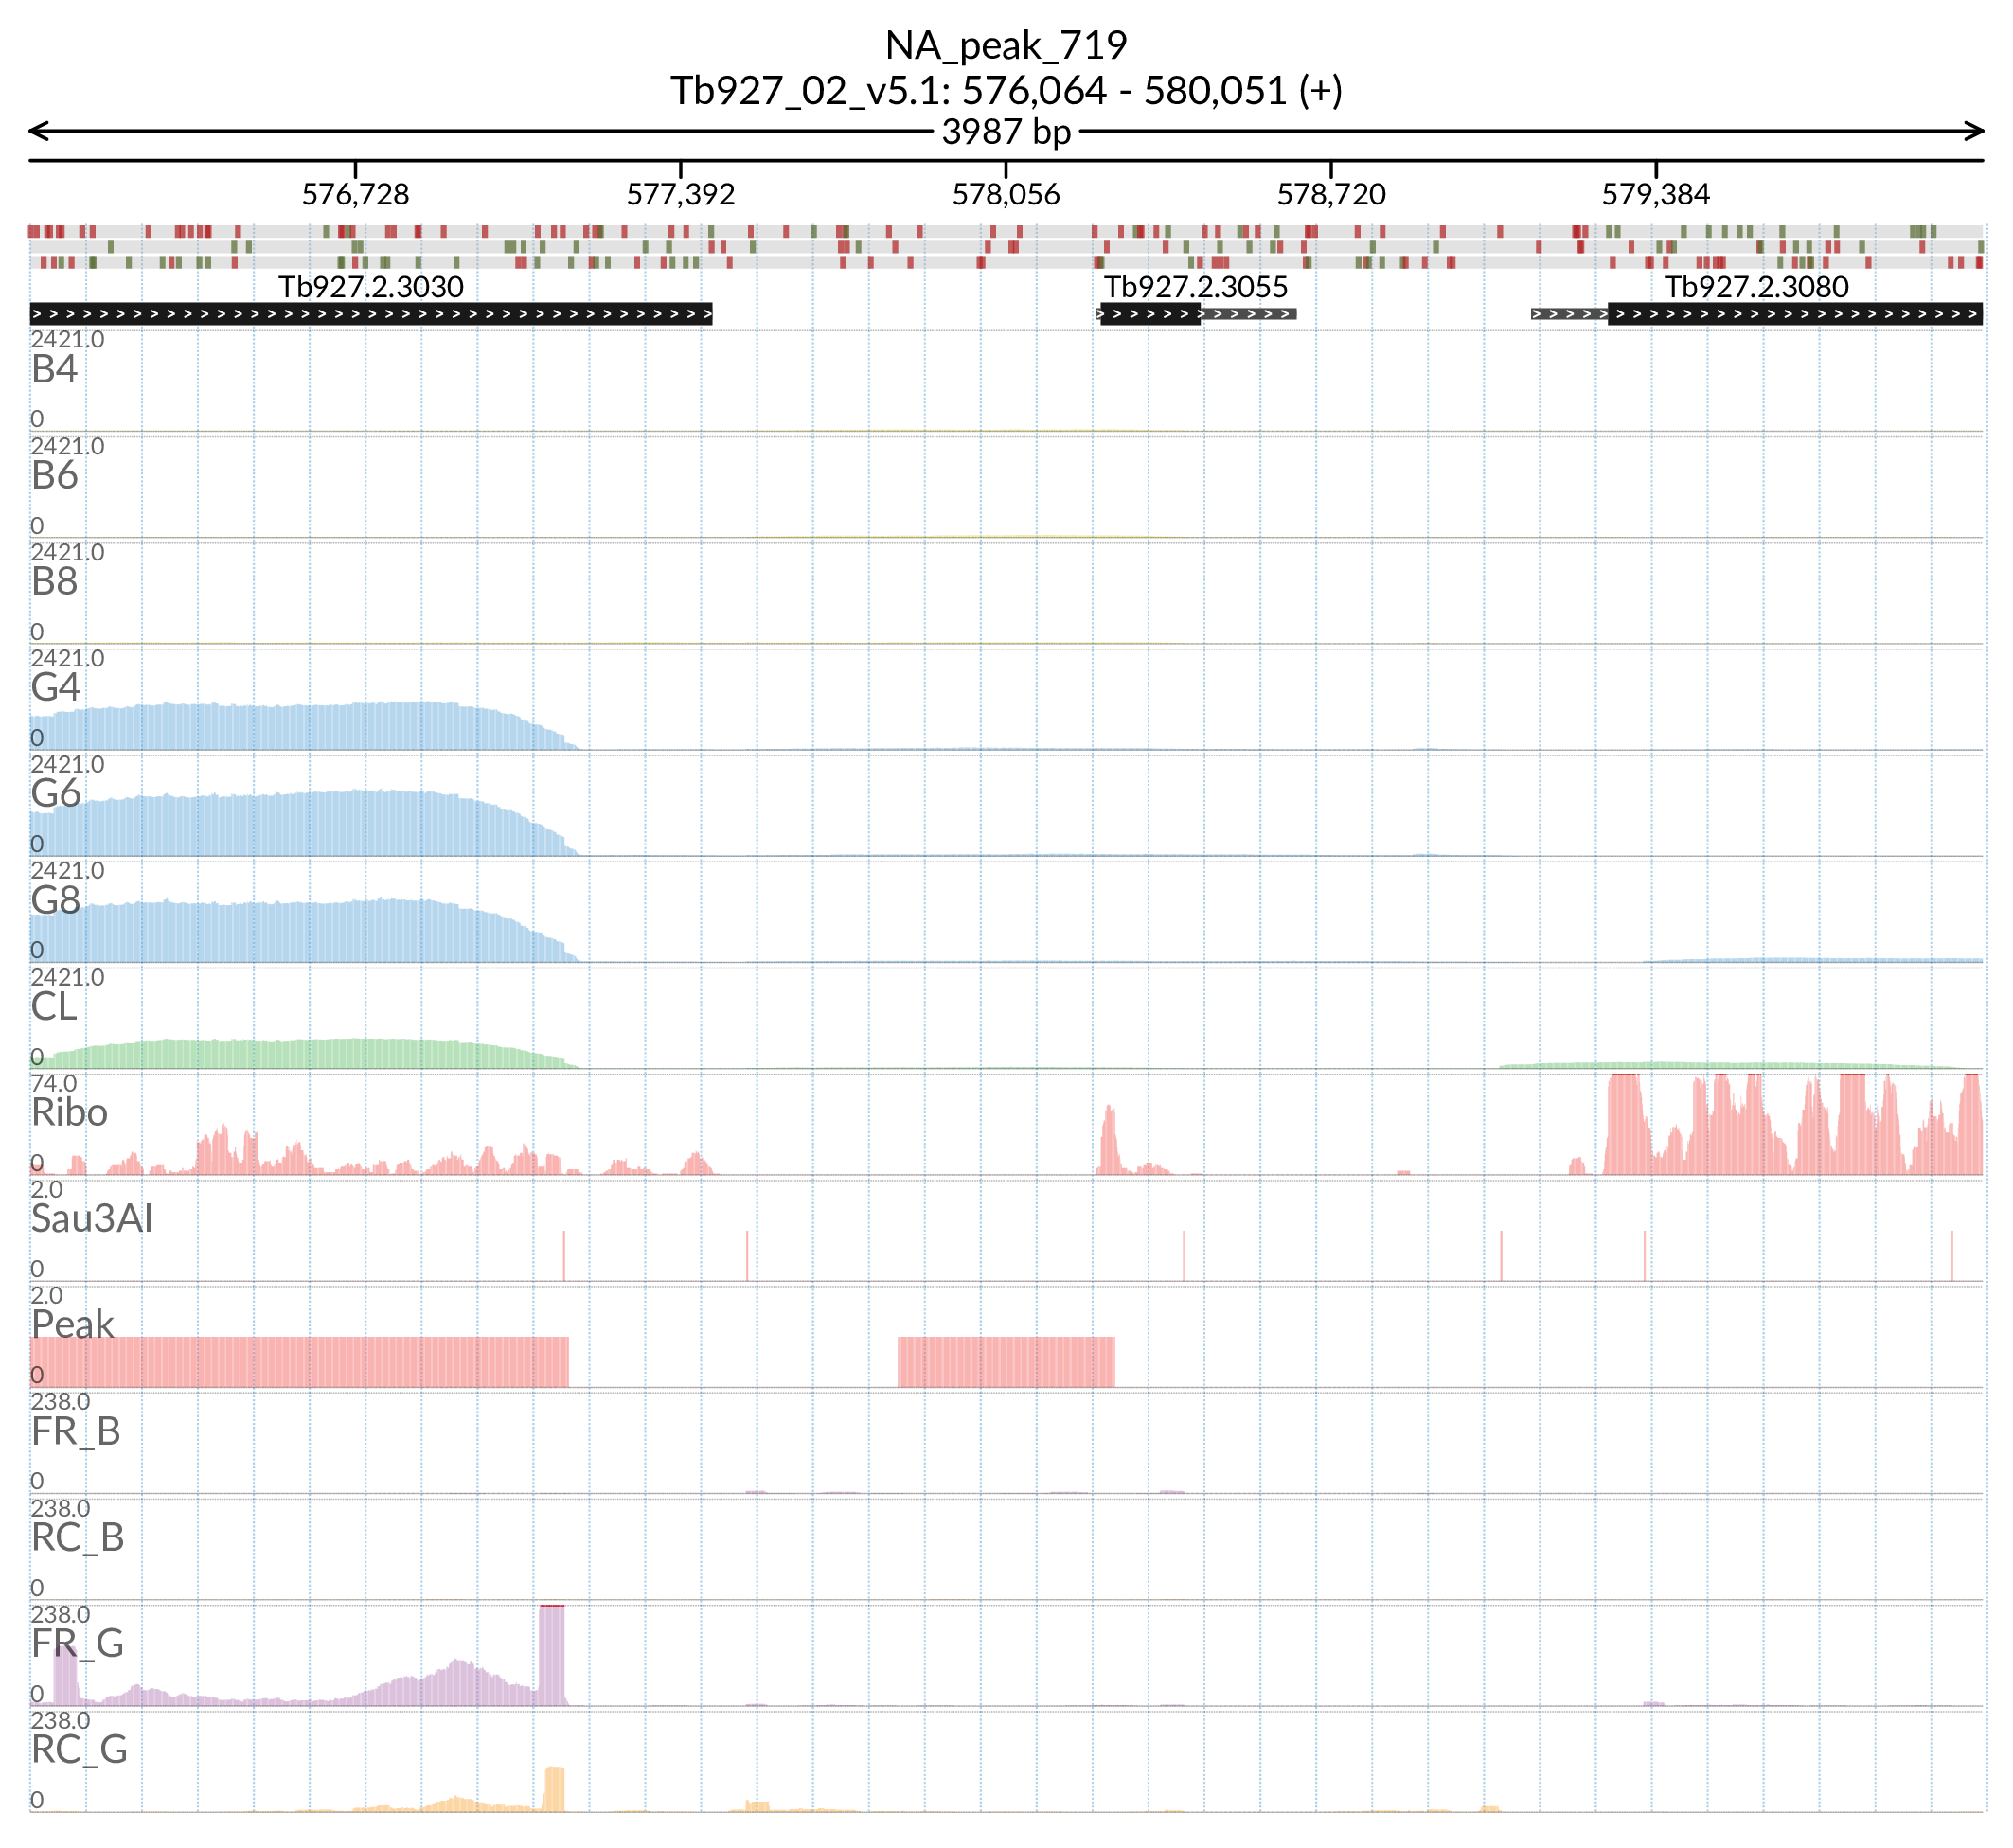 NA_peak_719
Tb927_02_v5.1: 576,064 - 580,051 (+)
3987 bp
576,728 577,392 578,056 578,720 579,384
Tb927.2.3030 Tb927.2.3055 Tb927.2.3080
2421.0
B4
0
2421.0
B6
0
2421.0
B8
0
2421.0
G4
0
2421.0
G6
0
2421.0
G8
0
2421.0
CL
0
74.0
Ribo
0
2.0
Sau3AI
0
2.0
Peak
0
238.0
FR_B
0
238.0
RC_B
0
238.0
FR_G
0
238.0
RC_G
0